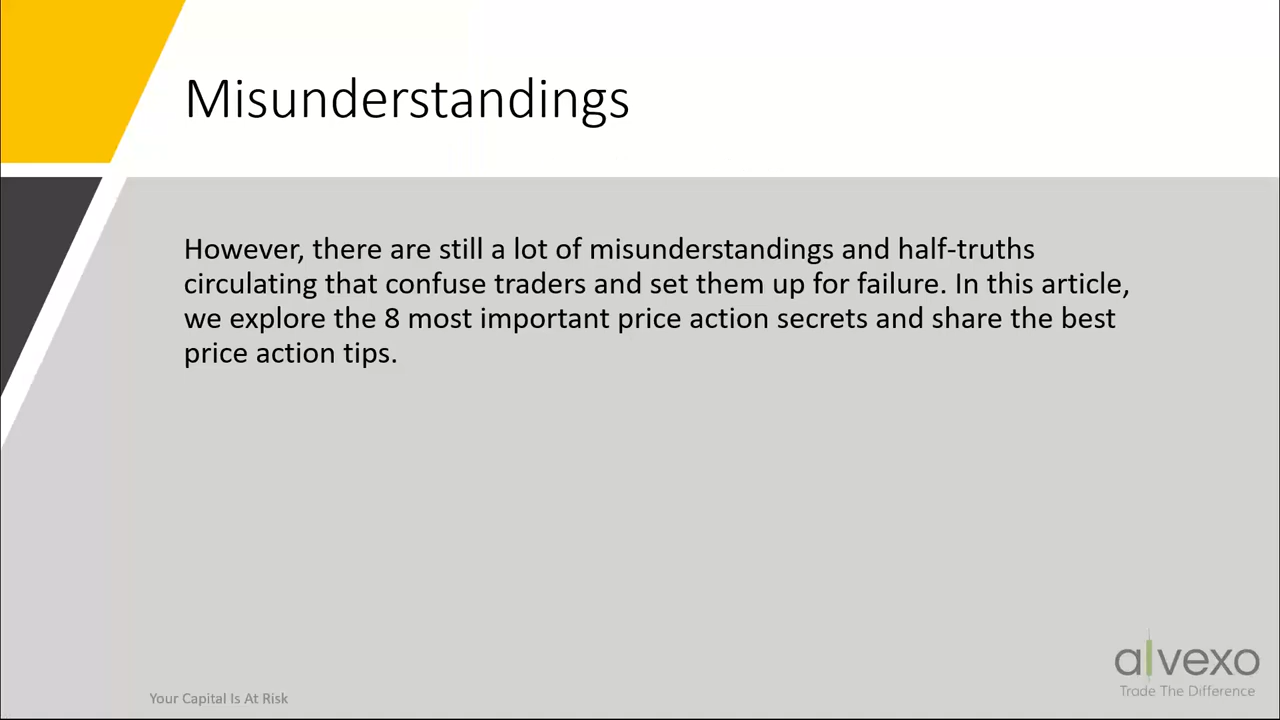 Misunderstandings
However, there are still a lot of misunderstandings and half-truths
circulating that confuse traders and set them up for failure. In this article,
we explore the 8 most important price action secrets and share the best
price action tips.
alvexo
Trade The Difference
Your Capital Is At Risk